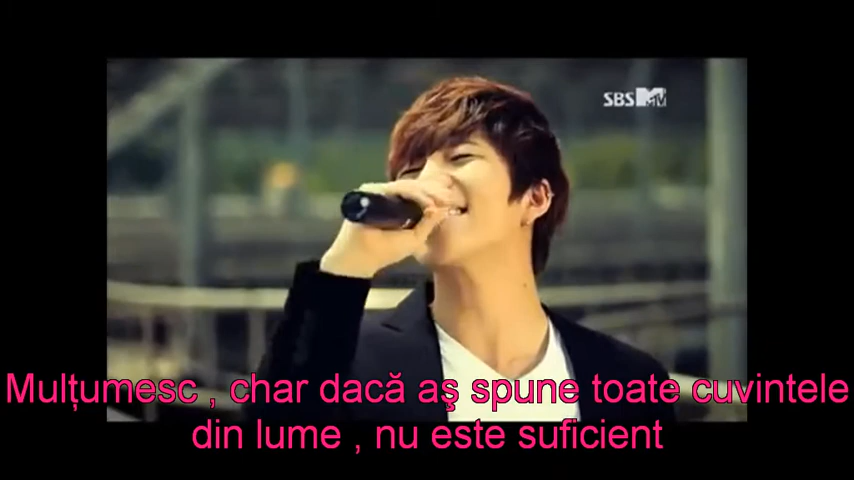 SBS MTV
Mulțumesc , char dacă aş spune toate cuvintele
din lume , nu este suficient